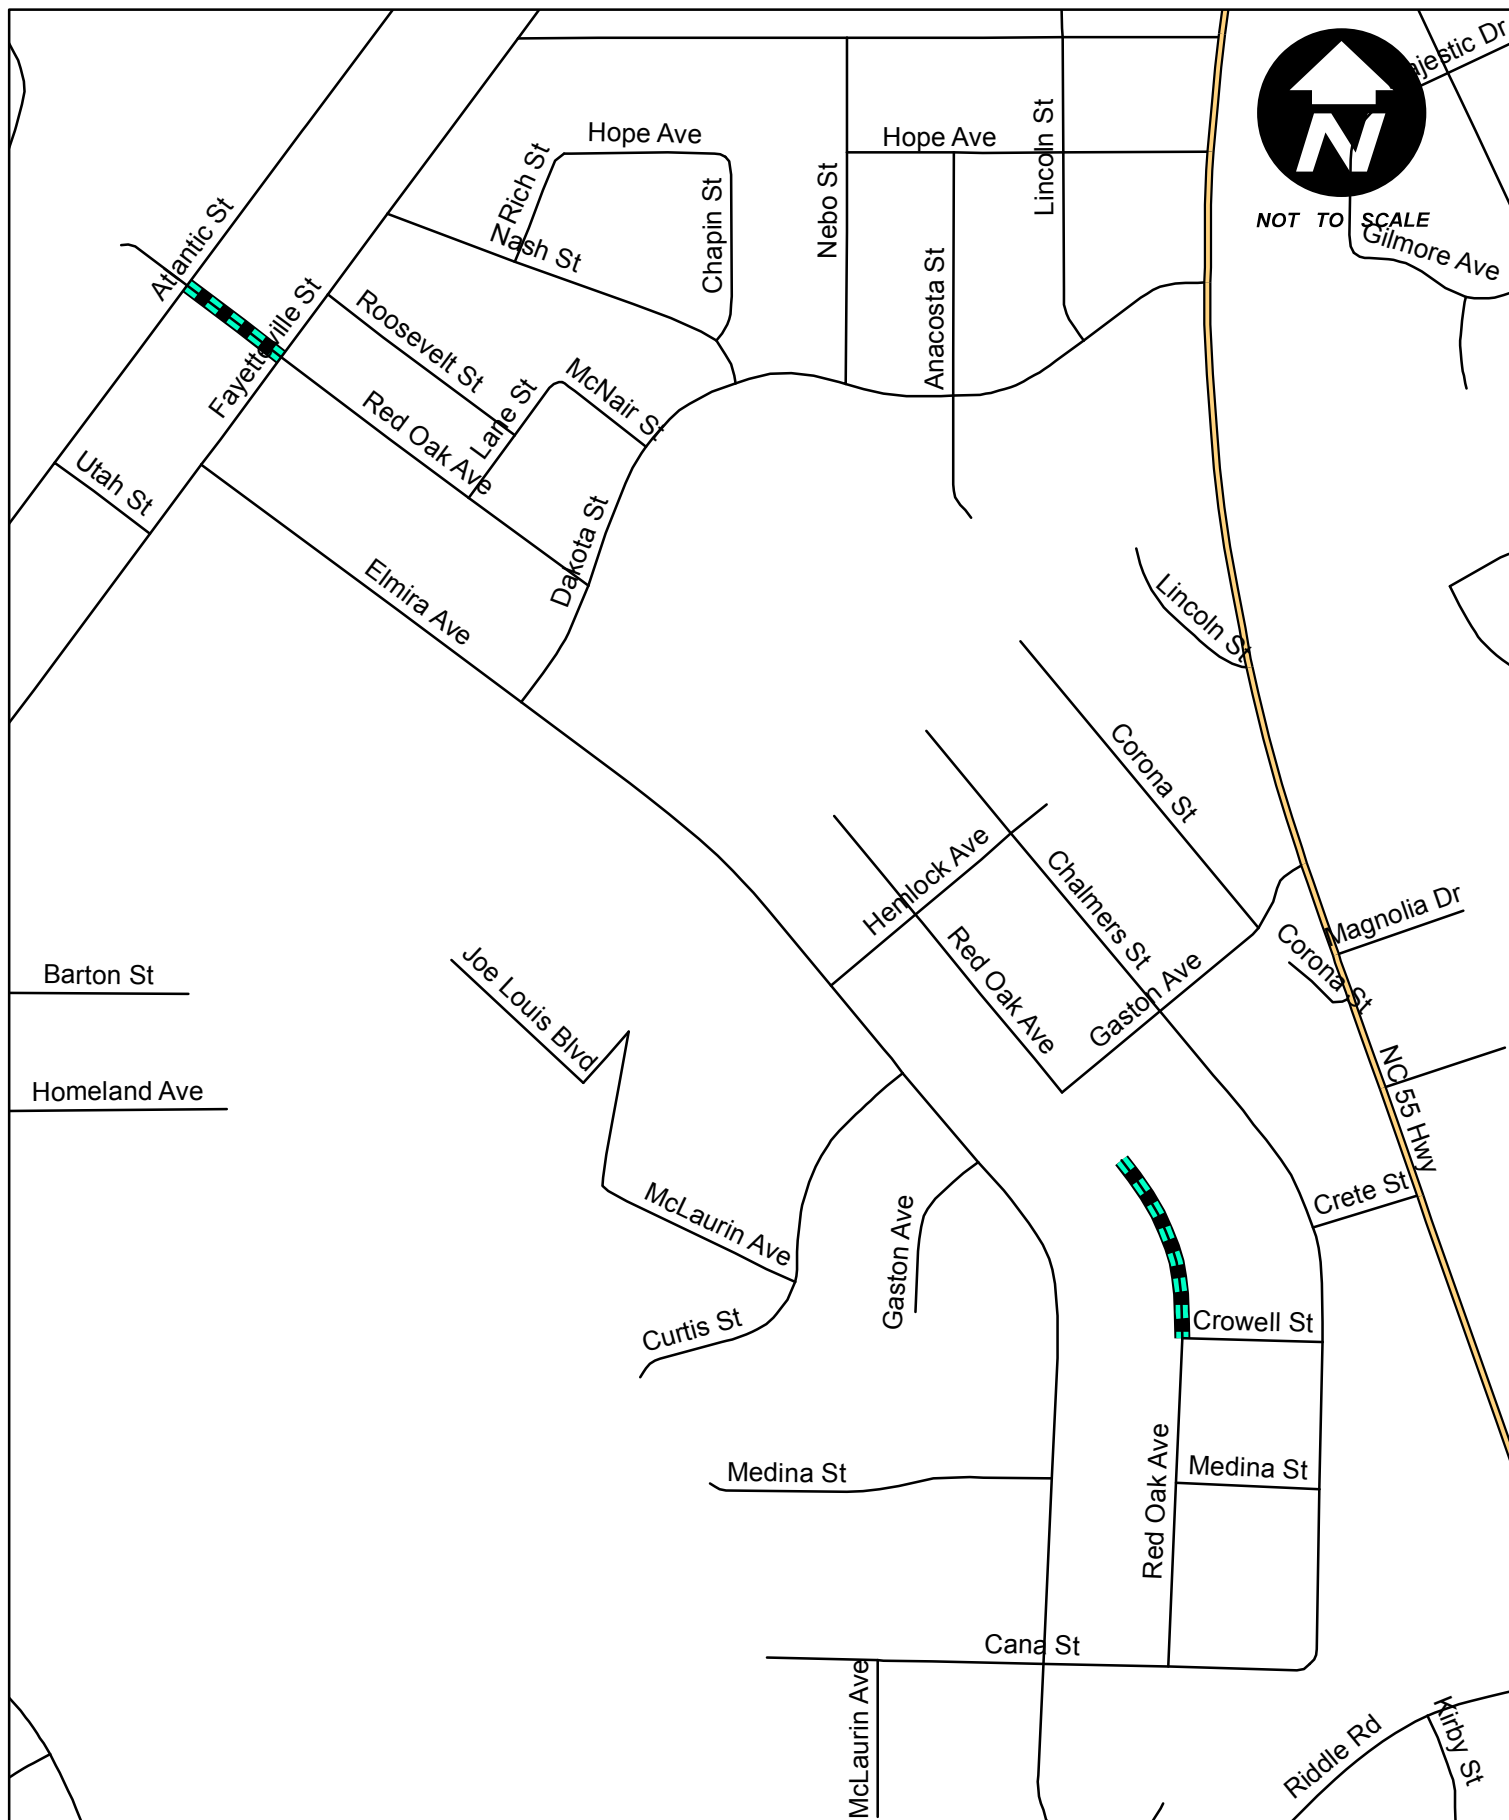 ajestic Dr
N
NOT TO SCALE
Gilmore Ave
Hope Ave
Hope Ave
Lincoln St
N Rich St
Nash St
Chapin St
Nebo St
Anacosta St
Atlantic St
Fayetteville St
Roosevelt St
McNair St
Lane St
Red Oak Ave
Utah St
Dakota St
Elmira Ave
Lincoln St
Corona St
Hemlock Ave
Chalmers St
Red Oak Ave
Gaston Ave
Magnolia Dr
Corona St
Barton St
Joe Louis Blvd
Homeland Ave
NC 55 Hwy
McLaurin Ave
Gaston Ave
Crete St
Curtis St
Crowell St
Medina St
Medina St
Red Oak Ave
Cana St
McLaurin Ave
Riddle Rd
Kirby St